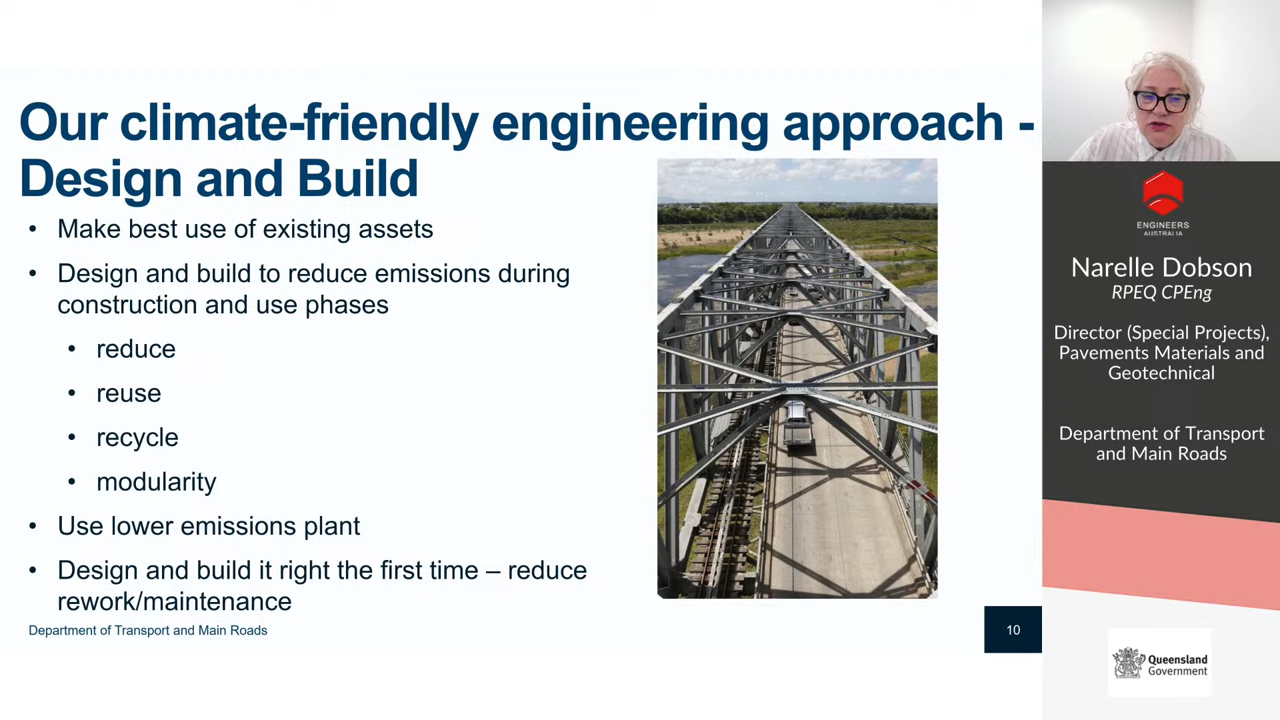 Our climate-friendly engineering approach -
Design and Build
• Make best use of existing assets
• Design and build to reduce emissions during
construction and use phases
• reduce
• reuse
• recycle
• modularity
• Use lower emissions plant
• Design and build it right the first time – reduce
rework/maintenance
Department of Transport and Main Roads
10
ENGINEERS
AUSTRALIA
Narelle Dobson
RPEQ CPEng
Director (Special Projects),
Pavements Materials and
Geotechnical
Department of Transport
and Main Roads
Queensland
Government